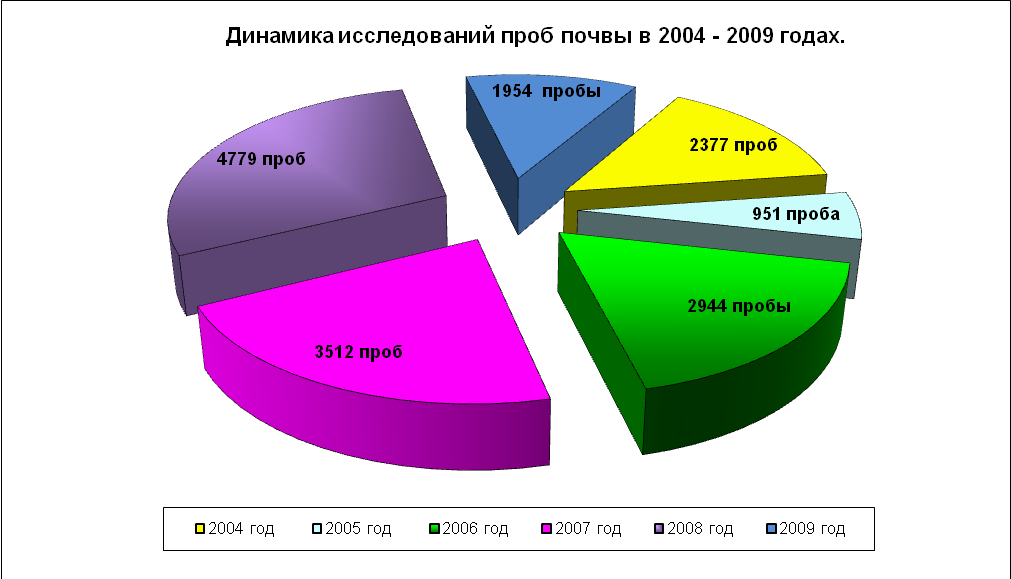 Динамика исследований проб почвы в 2004 - 2009 годах.
1954 пробы
2377 проб
4779 проб
951 проба
2944 пробы
3512 проб
2004 год 2005 год 2006 год 2007 год 2008 год 2009 год